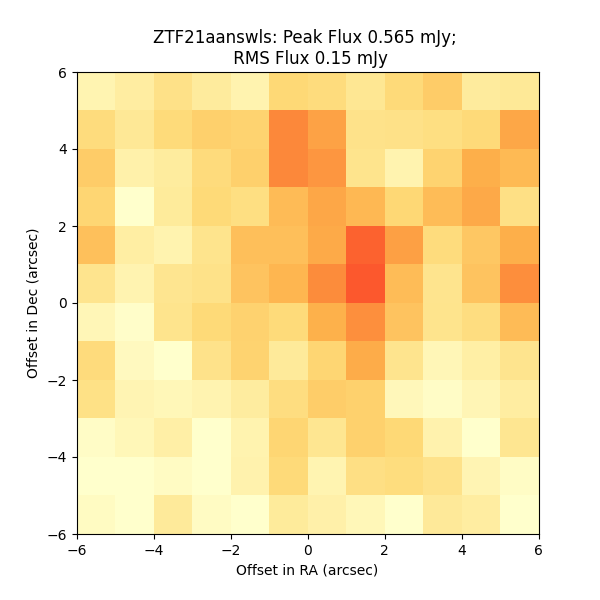 ZTF21aanswls: Peak Flux 0.565 mJy;
RMS Flux 0.15 mJy
6
4
2
0
−2
−4
−6
Offset in Dec (arcsec)
−6 −4 −2 0 2 4 6
Offset in RA (arcsec)